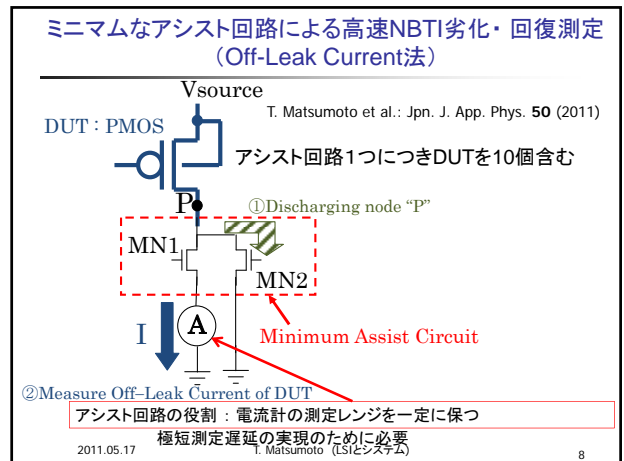 ミニマムなアシスト回路による高速NBTI劣化・回復測定
（Off-Leak Current法）
Vsource
T. Matsumoto et al.: Jpn. J. App. Phys. 50 (2011)
DUT : PMOS
アシスト回路１つにつきDUTを10個含む
P
①Discharging node “P”
MN1
MN2
I
A
Minimum Assist Circuit
②Measure Off–Leak Current of DUT
アシスト回路の役割 : 電流計の測定レンジを一定に保つ
極短測定遅延の実現のために必要
2011.05.17
T. Matsumoto (LSIとシステム)
8